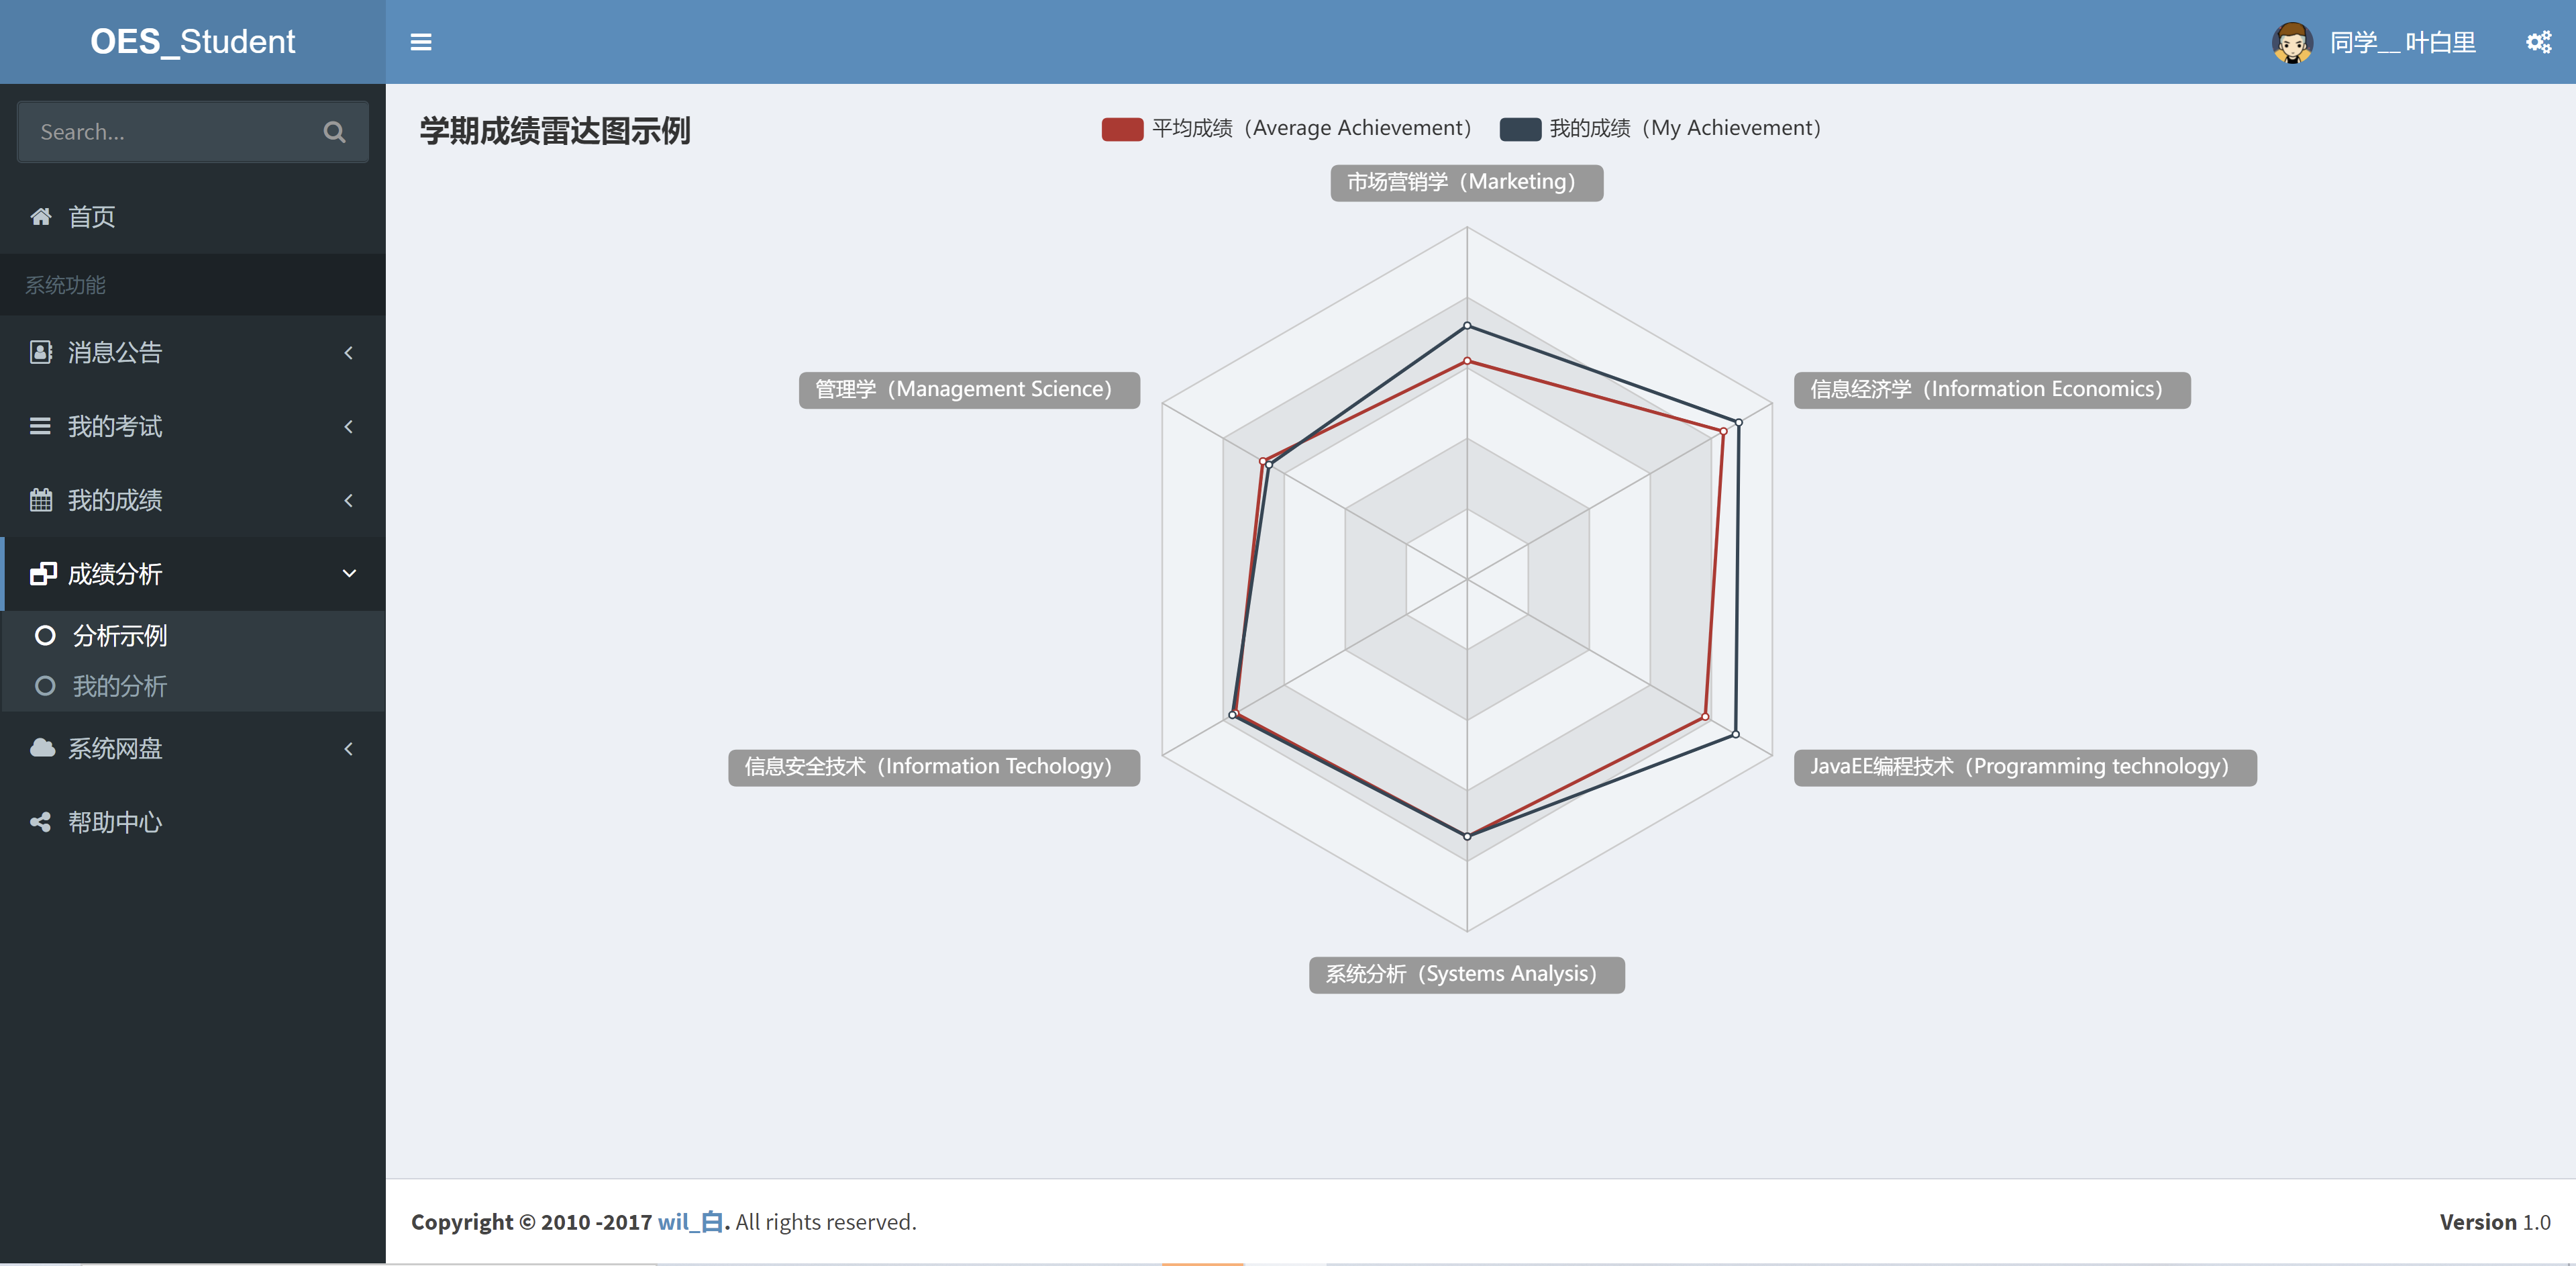 OES_Student
同学__ 叶白里
Search...
首页
系统功能
消息公告
我的考试
我的成绩
成绩分析
分析示例
我的分析
系统网盘
帮助中心
学期成绩雷达图示例
平均成绩（Average Achievement）
我的成绩（My Achievement）
市场营销学（Marketing）
管理学（Management Science）
信息经济学（Information Economics）
信息安全技术（Information Techology）
JavaEE编程技术（Programming technology）
系统分析（Systems Analysis）
Copyright © 2010 -2017 wil_白. All rights reserved.
Version 1.0